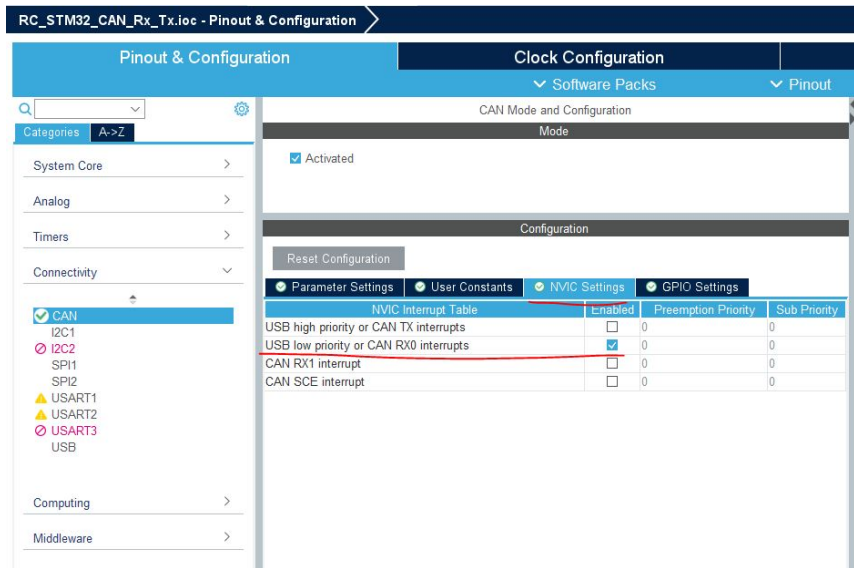 RC_STM32_CAN_Rx_Tx.ioc - Pinout & Configuration
Pinout & Configuration
Clock Configuration
Software Packs
Pinout
Categories
A->Z
System Core
Analog
Timers
Connectivity
CAN
I2C1
I2C2
SPI1
SPI2
USART1
USART2
USART3
USB
Computing
Middleware
CAN Mode and Configuration
Mode
Activated
Configuration
Reset Configuration
Parameter Settings
User Constants
NVIC Settings
GPIO Settings
NVIC Interrupt Table Enabled Preemption Priority Sub Priority
USB high priority or CAN TX interrupts 0 0
USB low priority or CAN RX0 interrupts 0 0
CAN RX1 interrupt 0 0
CAN SCE interrupt 0 0